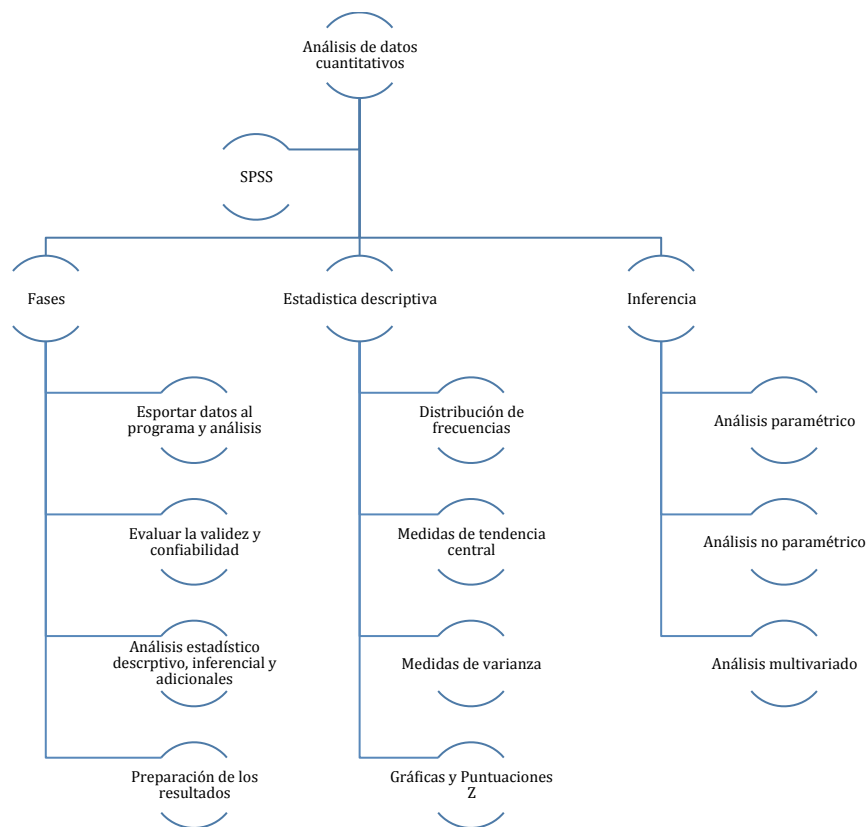 Análisis de datos
cuantitativos
SPSS
Fases
Esportar datos al
programa y análisis
Evaluar la validez y
confiabilidad
Análisis estadístico
descrptivo, inferencial y
adicionales
Preparación de los
resultados
Estadistica descriptiva
Distribución de
frecuencias
Medidas de tendencia
central
Medidas de varianza
Gráficas y Puntuaciones
Z
Inferencia
Análisis paramétrico
Análisis no paramétrico
Análisis multivariado